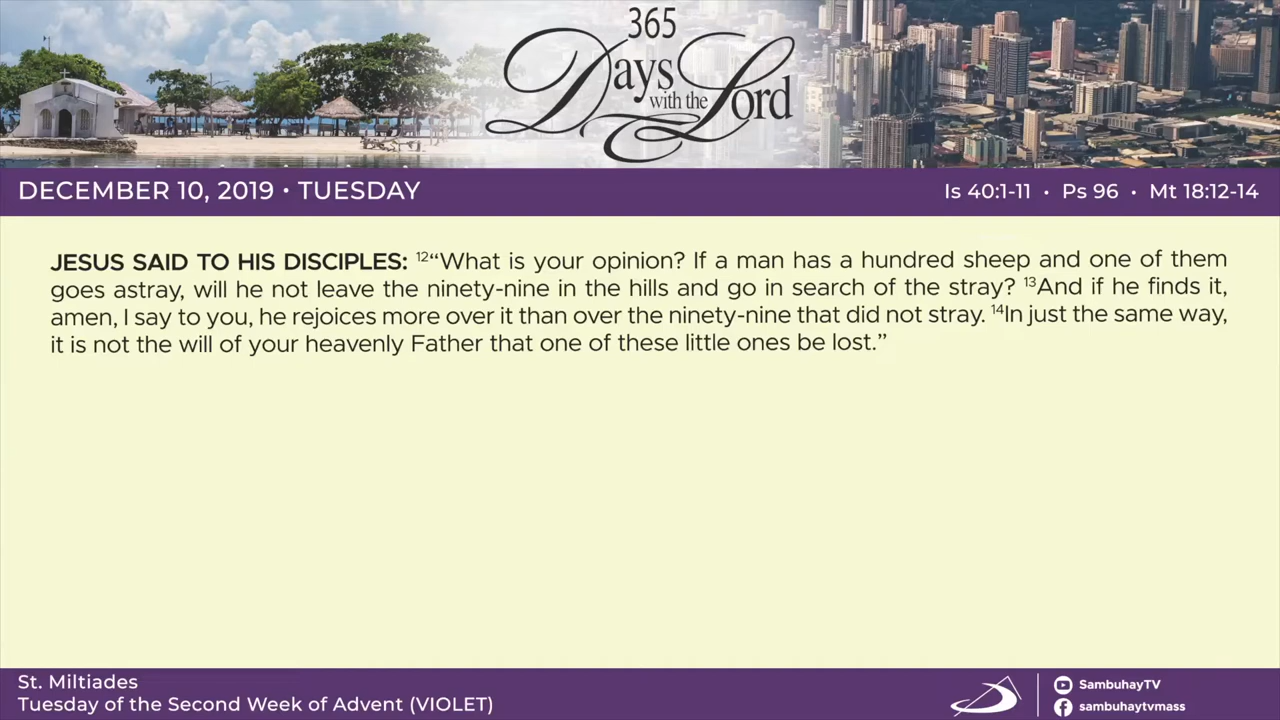 365
Days
with the
Lord
DECEMBER 10, 2019 • TUESDAY
Is 40:1-11 • Ps 96 • Mt 18:12-14
JESUS SAID TO HIS DISCIPLES: ¹²“What is your opinion? If a man has a hundred sheep and one of them
goes astray, will he not leave the ninety-nine in the hills and go in search of the stray? ¹³And if he finds it,
amen, I say to you, he rejoices more over it than over the ninety-nine that did not stray. ¹⁴In just the same way,
it is not the will of your heavenly Father that one of these little ones be lost.”
St. Miltiades
Tuesday of the Second Week of Advent (VIOLET)
SambuhayTV
sambuhaytvmass